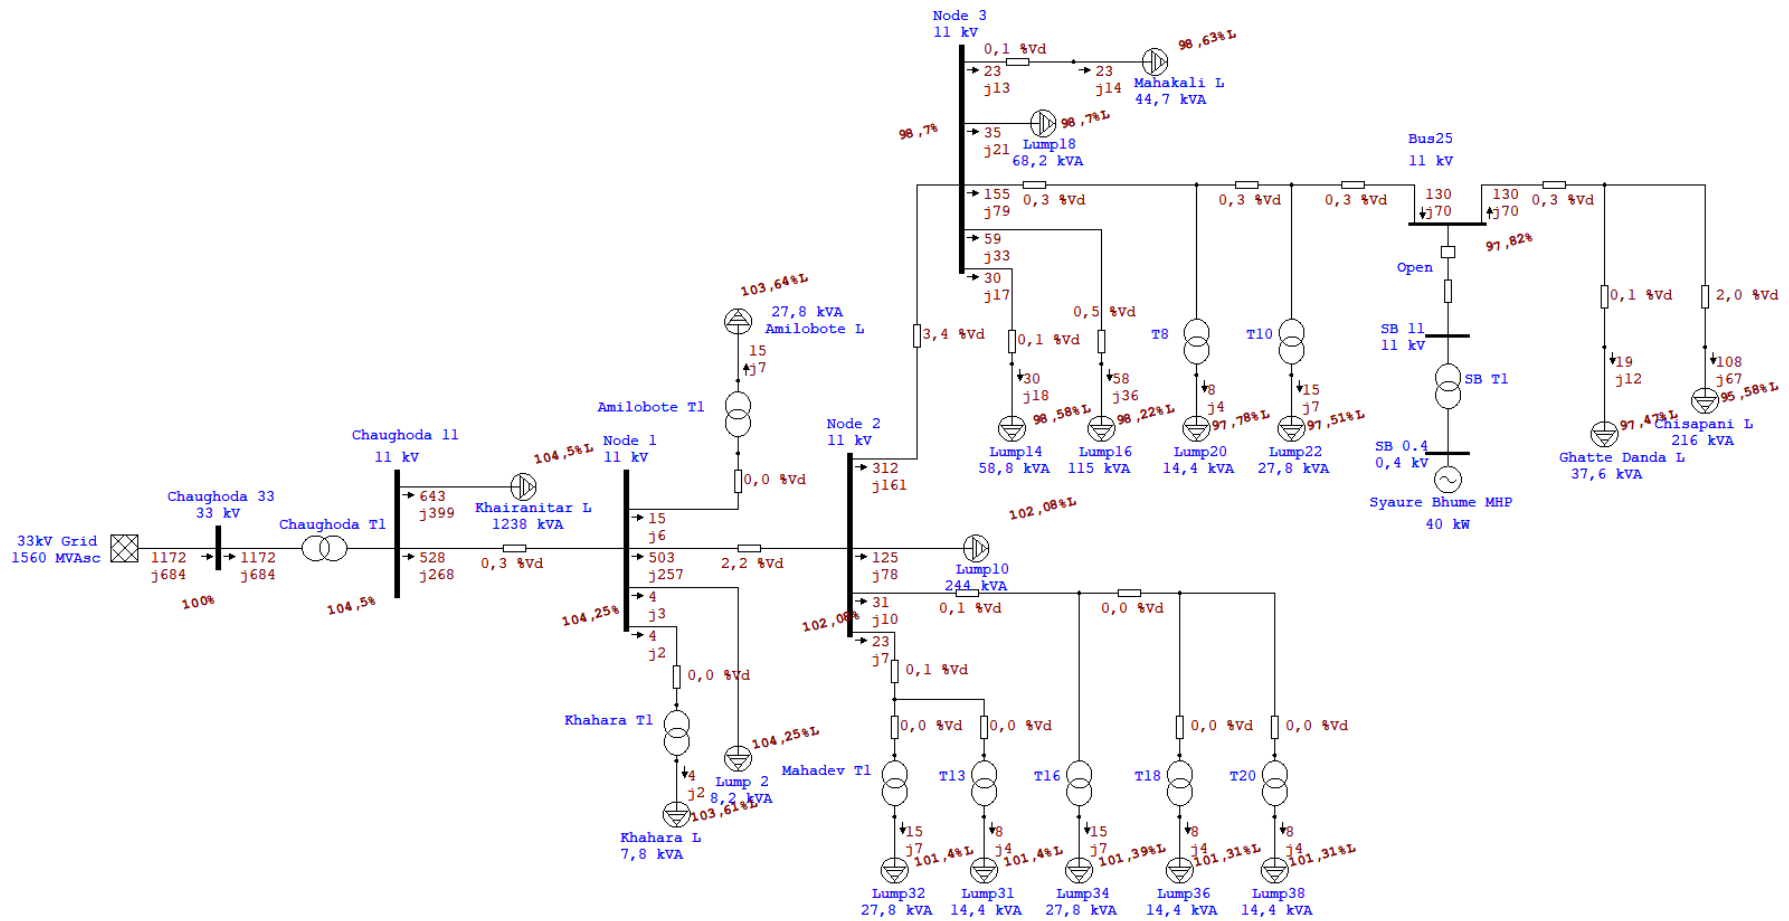 Node 3
11 kV
0,1 %Vd
23
j13
23
j14
98,63%L
Mahakali L
44,7 kVA
98,7%
35
j21
98,7%L
Lump18
68,2 kVA
Bus25
11 kV
155
j79
0,3 %Vd
0,3 %Vd
0,3 %Vd
130
j70
130
j70
0,3 %Vd
97,82%
59
j33
30
j17
Open
103,64%L
27,8 kVA
Amilobote L
15
j7
3,4 %Vd
0,1 %Vd
0,5 %Vd
T8
T10
SB 11
11 kV
0,1 %Vd
2,0 %Vd
30
j18
98,58%L
58
j36
98,22%L
8
j4
97,78%L
15
j7
97,51%L
SB T1
19
j12
97,47%L
108
j67
95,58%L
Lump14
58,8 kVA
Lump16
115 kVA
Lump20
14,4 kVA
Lump22
27,8 kVA
SB 0.4
0,4 kV
Syaure Bhume MHP
40 kW
Ghatte Danda L
37,6 kVA
Chisapani L
216 kVA
Amilobote T1
Chaughoda 11
11 kV
Node 1
11 kV
Node 2
11 kV
104,5%L
312
j161
0,0 %Vd
Chaughoda 33
33 kV
643
j399
Khairanitar L
1238 kVA
15
j6
102,08%L
33kV Grid
1560 MVAsc
1172
j684
1172
j684
Chaughoda T1
528
j268
0,3 %Vd
503
j257
2,2 %Vd
125
j78
Lump10
244 kVA
100%
104,5%
104,25%
4
j3
4
j2
102,08%
31
j10
0,1 %Vd
0,0 %Vd
23
j7
0,0 %Vd
0,1 %Vd
Khahara T1
104,25%L
0,0 %Vd
0,0 %Vd
0,0 %Vd
0,0 %Vd
Lump 2
8,2 kVA
Mahadev T1
T13
T16
T18
T20
4
j2
103,61%L
Khahara L
7,8 kVA
15
j7
101,4%L
8
j4
101,4%L
15
j7
101,39%L
8
j4
101,31%L
8
j4
101,31%L
Lump32
27,8 kVA
Lump31
14,4 kVA
Lump34
27,8 kVA
Lump36
14,4 kVA
Lump38
14,4 kVA